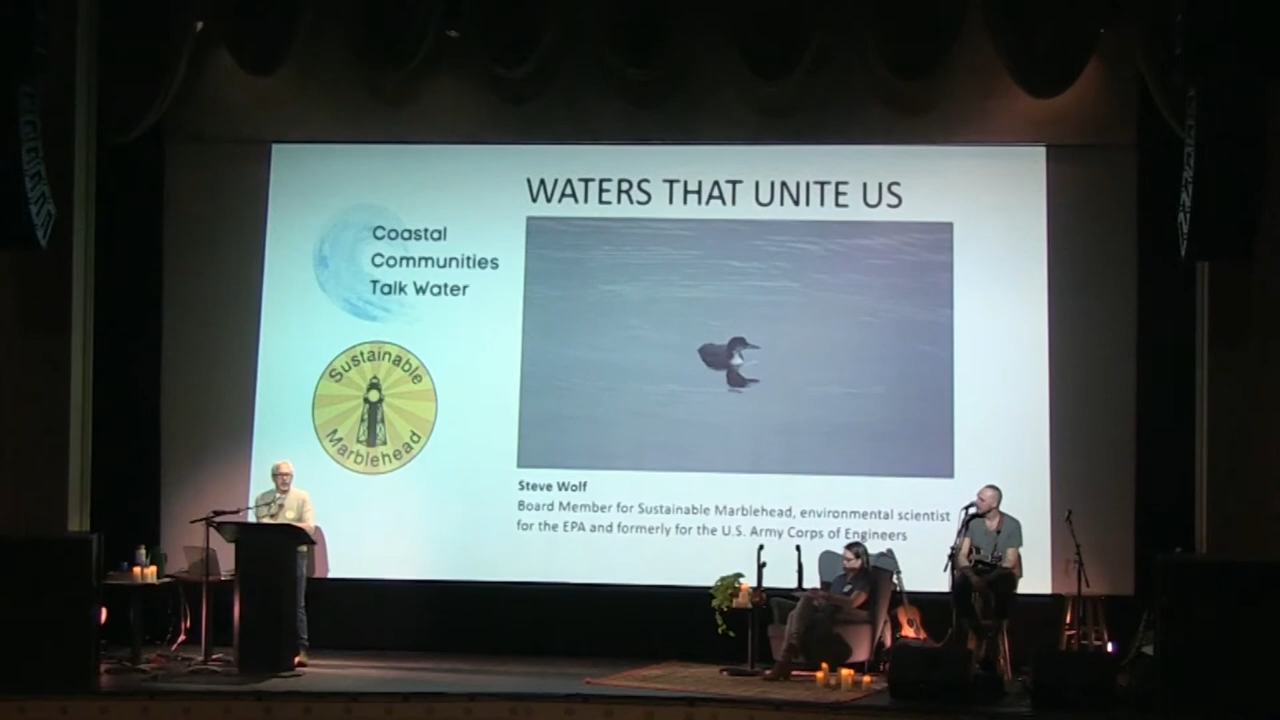 WATERS THAT UNITE US
Coastal
Communities
Talk Water
Sustainable
Marblehead
Steve Wolf
Board Member for Sustainable Marblehead, environmental scientist
for the EPA and formerly for the U.S. Army Corps of Engineers